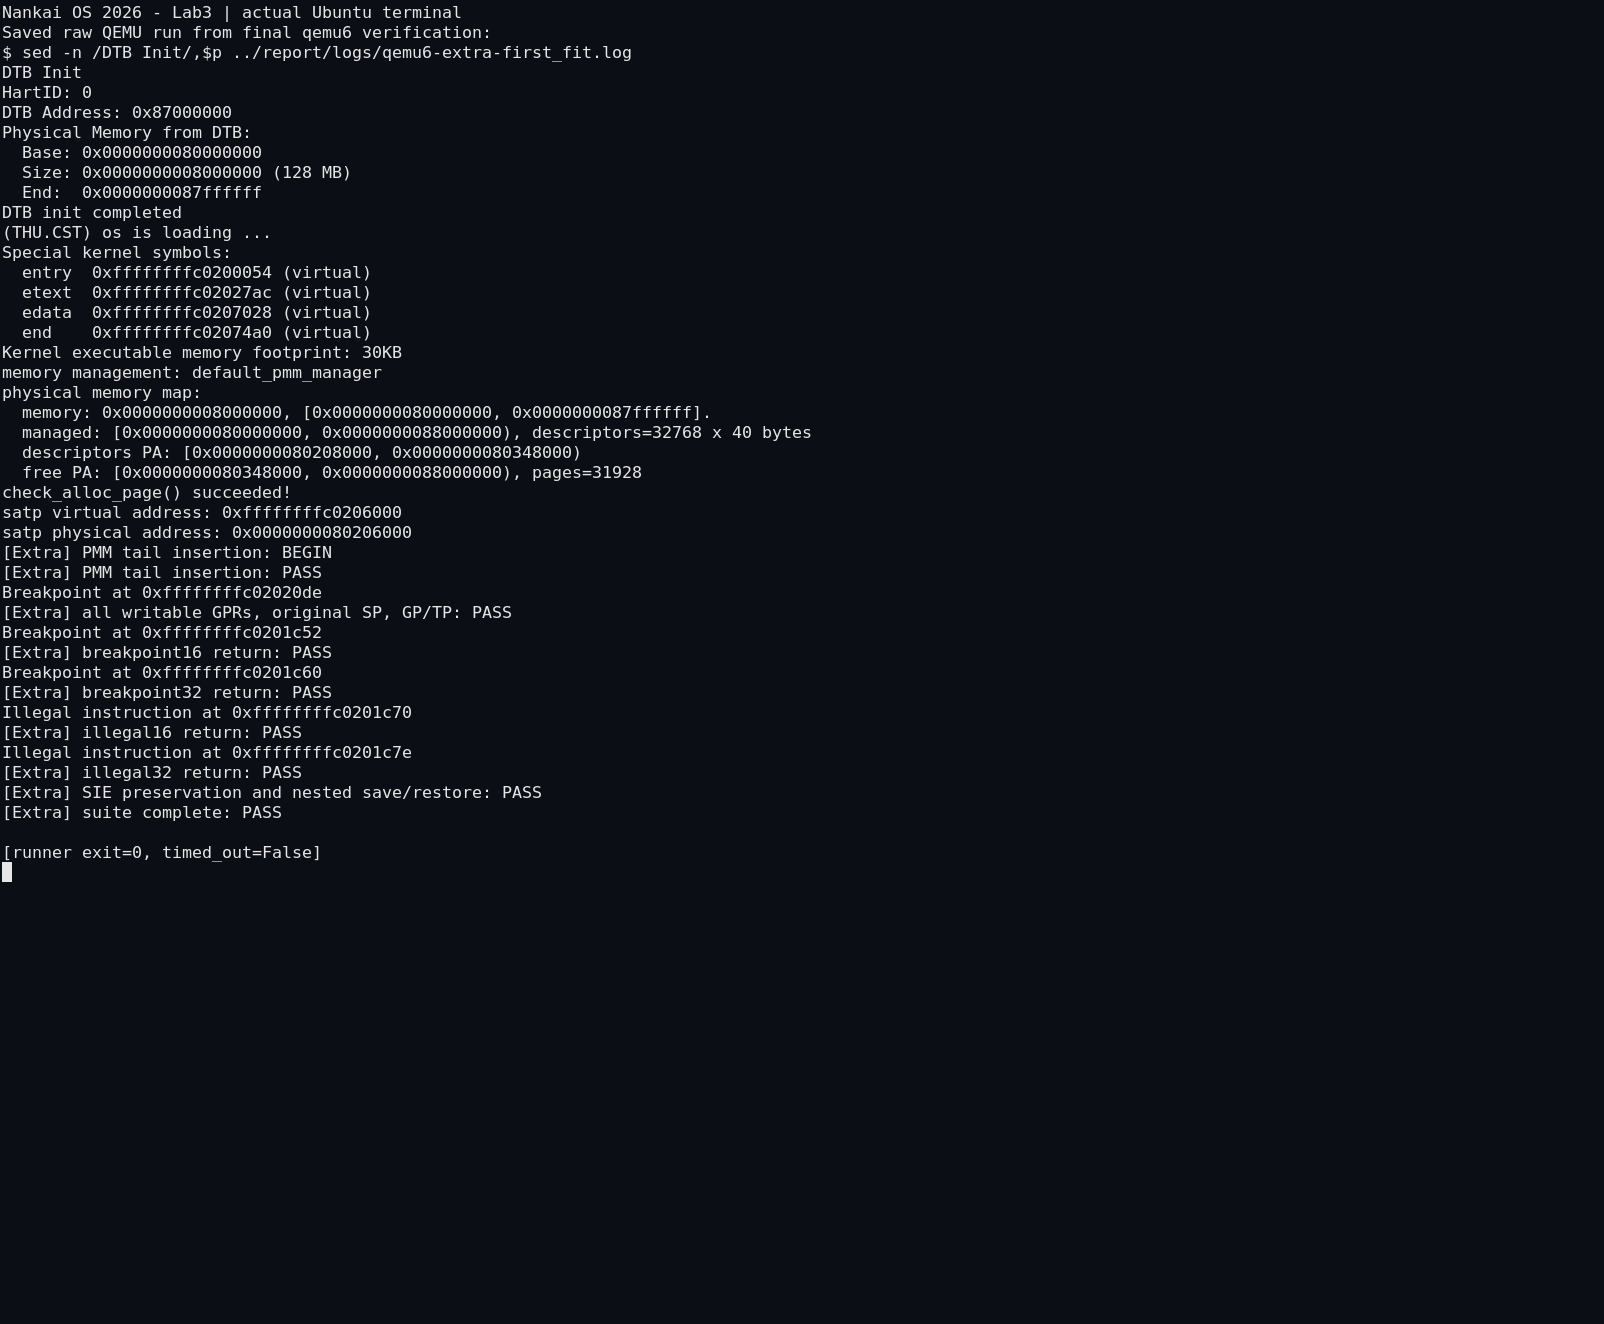 Nankai OS 2026 - Lab3 | actual Ubuntu terminal
Saved raw QEMU run from final qemu6 verification:
$ sed -n /DTB Init/,$p ../report/logs/qemu6-extra-first_fit.log
DTB Init
HartID: 0
DTB Address: 0x87000000
Physical Memory from DTB:
  Base: 0x0000000080000000
  Size: 0x0000000008000000 (128 MB)
  End:  0x0000000087ffffff
DTB init completed
(THU.CST) os is loading ...
Special kernel symbols:
  entry  0xffffffffc0200054 (virtual)
  etext  0xffffffffc02027ac (virtual)
  edata  0xffffffffc0207028 (virtual)
  end    0xffffffffc02074a0 (virtual)
Kernel executable memory footprint: 30KB
memory management: default_pmm_manager
physical memory map:
  memory: 0x0000000008000000, [0x0000000080000000, 0x0000000087ffffff].
  managed: [0x0000000080000000, 0x0000000088000000), descriptors=32768 x 40 bytes
  descriptors PA: [0x0000000080208000, 0x0000000080348000)
  free PA: [0x0000000080348000, 0x0000000088000000), pages=31928
check_alloc_page() succeeded!
satp virtual address: 0xffffffffc0206000
satp physical address: 0x0000000080206000
[Extra] PMM tail insertion: BEGIN
[Extra] PMM tail insertion: PASS
Breakpoint at 0xffffffffc02020de
[Extra] all writable GPRs, original SP, GP/TP: PASS
Breakpoint at 0xffffffffc0201c52
[Extra] breakpoint16 return: PASS
Breakpoint at 0xffffffffc0201c60
[Extra] breakpoint32 return: PASS
Illegal instruction at 0xffffffffc0201c70
[Extra] illegal16 return: PASS
Illegal instruction at 0xffffffffc0201c7e
[Extra] illegal32 return: PASS
[Extra] SIE preservation and nested save/restore: PASS
[Extra] suite complete: PASS

[runner exit=0, timed_out=False]